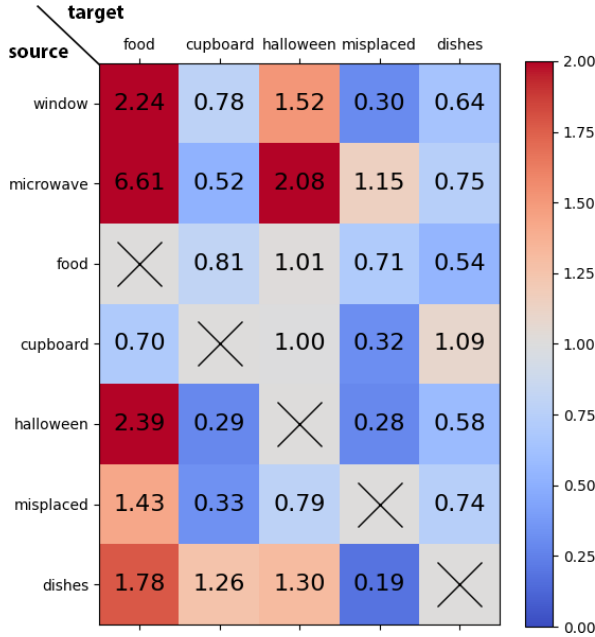 target
source
food cupboard halloween misplaced dishes
window 2.24 0.78 1.52 0.30 0.64
microwave 6.61 0.52 2.08 1.15 0.75
food 0.81 1.01 0.71 0.54
cupboard 0.70 1.00 0.32 1.09
halloween 2.39 0.29 0.28 0.58
misplaced 1.43 0.33 0.79 0.74
dishes 1.78 1.26 1.30 0.19
2.00
1.75
1.50
1.25
1.00
0.75
0.50
0.25
0.00